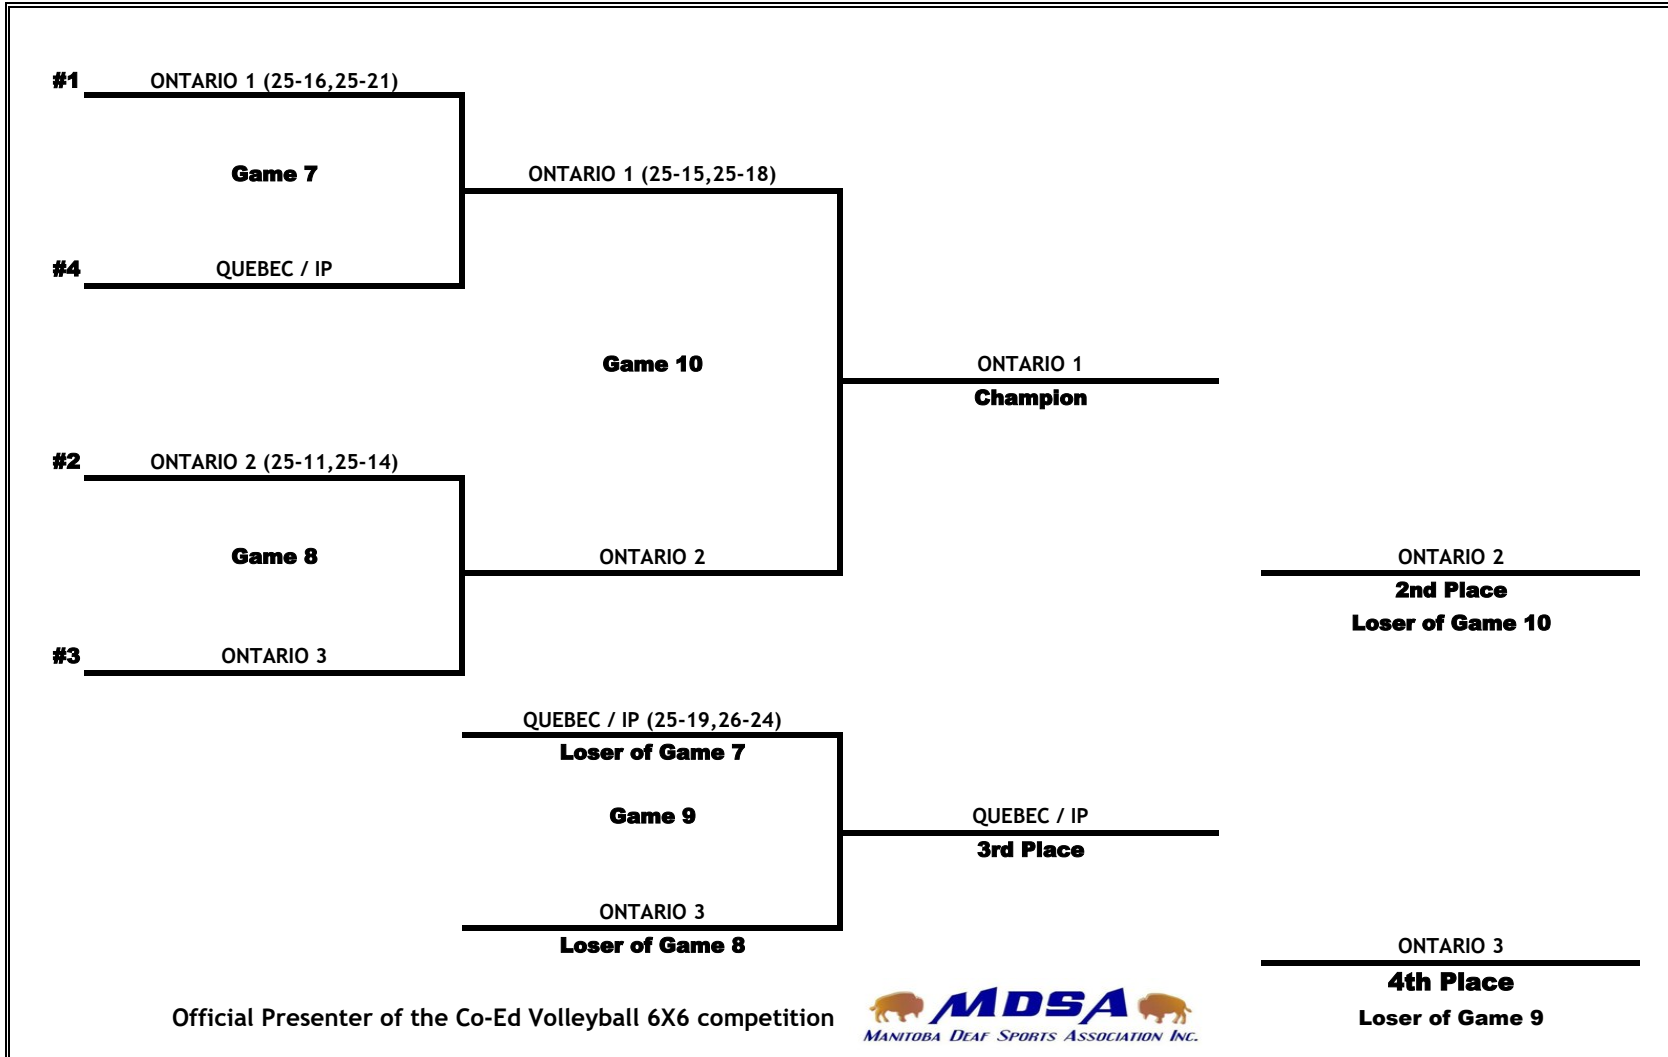 #1 ONTARIO 1 (25-16,25-21)
Game 7
ONTARIO 1 (25-15,25-18)
#4 QUEBEC / IP
Game 10
ONTARIO 1
Champion
#2 ONTARIO 2 (25-11,25-14)
Game 8
ONTARIO 2
ONTARIO 2
2nd Place
Loser of Game 10
#3 ONTARIO 3
QUEBEC / IP (25-19,26-24)
Loser of Game 7
Game 9
QUEBEC / IP
3rd Place
ONTARIO 3
Loser of Game 8
ONTARIO 3
4th Place
Loser of Game 9
Official Presenter of the Co-Ed Volleyball 6X6 competition
MDSA
MANITOBA DEAF SPORTS ASSOCIATION INC.